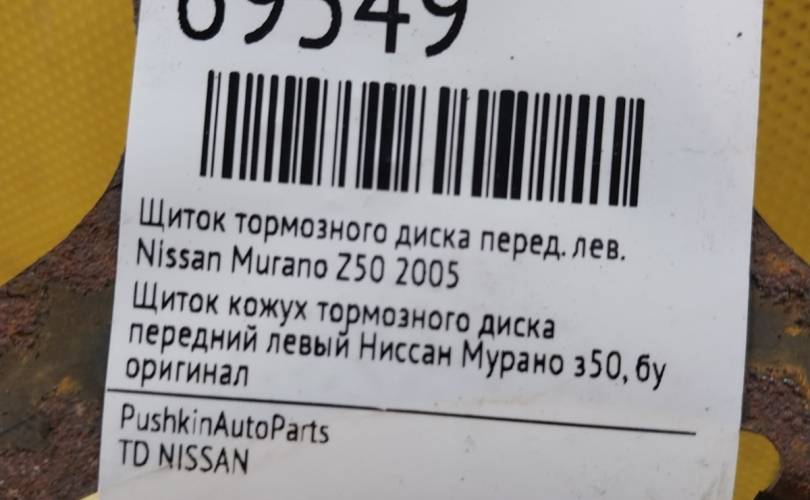 69549
Щиток тормозного диска перед. лев.
Nissan Murano Z50 2005
Щиток кожух тормозного диска
передний левый Ниссан Мурано з50, бу
оригинал
PushkinAutoParts
TD NISSAN